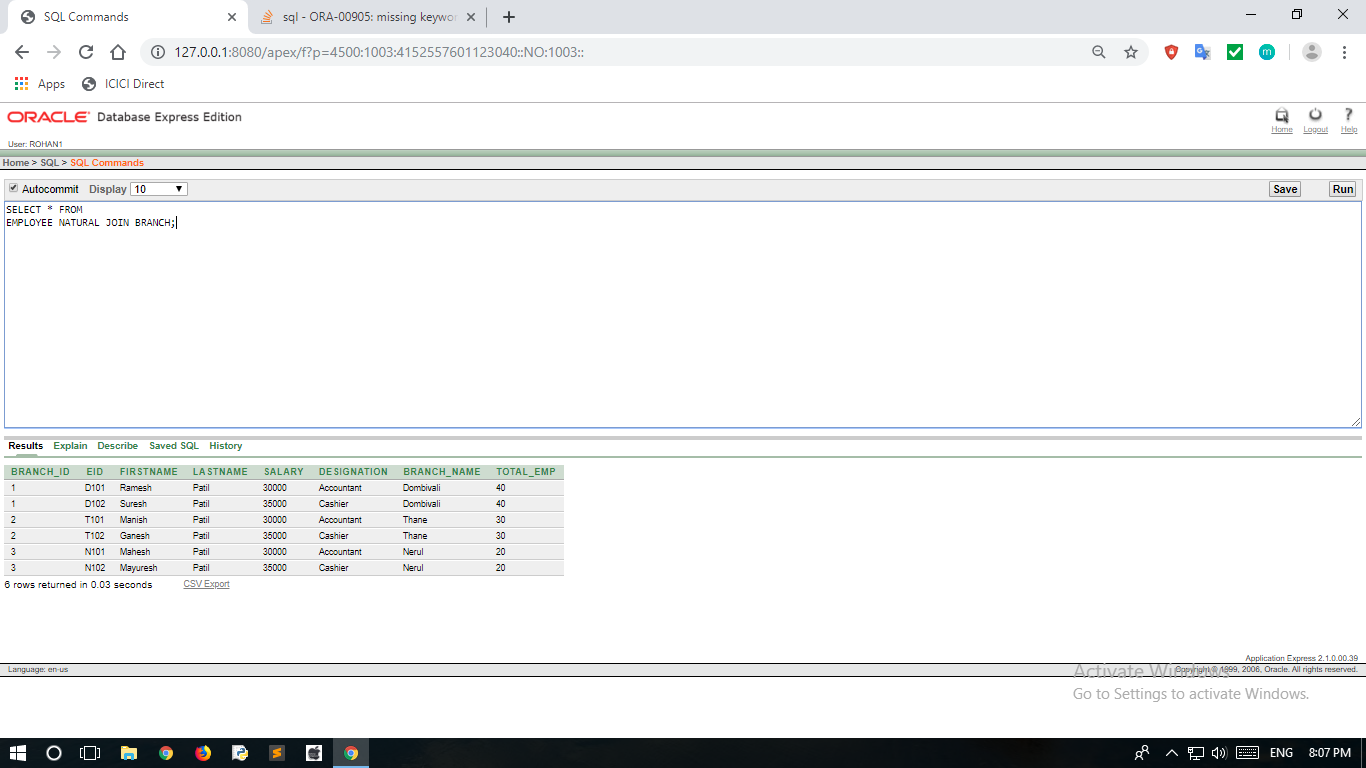 SQL Commands
sql - ORA-00905: missing keywor
127.0.0.1:8080/apex/f?p=4500:1003:4152557601123040::NO:1003::
m
Apps ICICI Direct
ORACLE Database Express Edition
Home Logout Help
User: ROHAN1
Home > SQL > SQL Commands
Autocommit Display 10 Save Run
SELECT * FROM
EMPLOYEE NATURAL JOIN BRANCH;
Results Explain Describe Saved SQL History
BRANCH_ID EID FIRSTNAME LASTNAME SALARY DESIGNATION BRANCH_NAME TOTAL_EMP
1 D101 Ramesh Patil 30000 Accountant Dombivali 40
1 D102 Suresh Patil 35000 Cashier Dombivali 40
2 T101 Manish Patil 30000 Accountant Thane 30
2 T102 Ganesh Patil 35000 Cashier Thane 30
3 N101 Mahesh Patil 30000 Accountant Nerul 20
3 N102 Mayuresh Patil 35000 Cashier Nerul 20
6 rows returned in 0.03 seconds CSV Export
Application Express 2.1.0.00.39
Language: en-us Copyright © 1999, 2006, Oracle. All rights reserved.
Activate Windows
Go to Settings to activate Windows.
ENG 8:07 PM